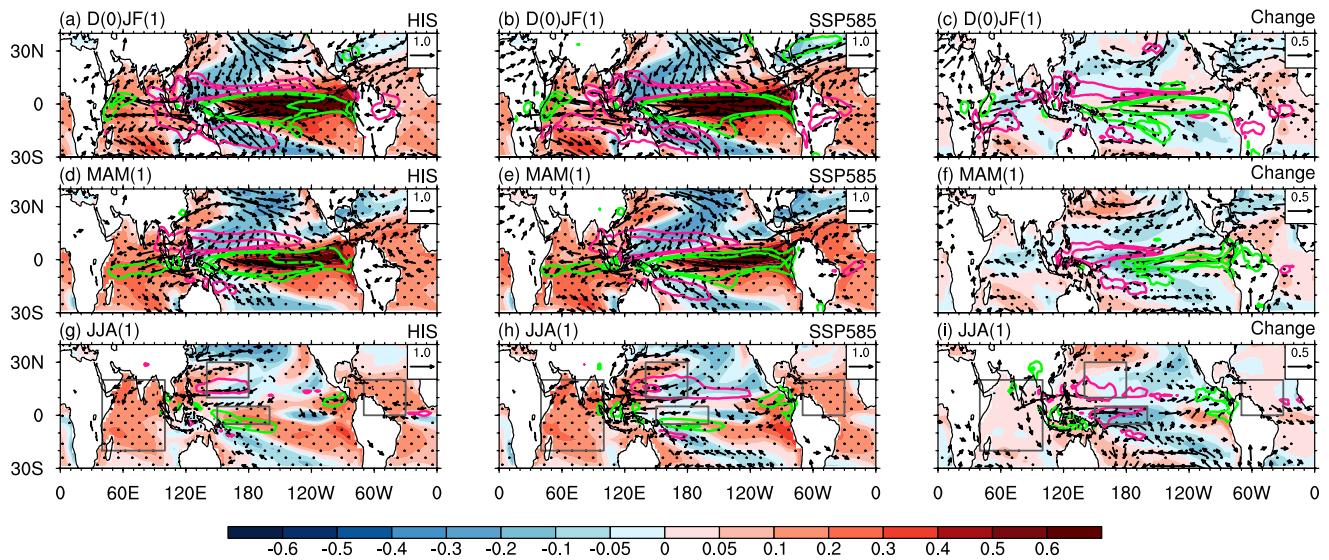 (a) D(0)JF(1) HIS (b) D(0)JF(1) SSP585 (c) D(0)JF(1) Change
30N 1.0 1.0 0.5
0
30S
(d) MAM(1) HIS (e) MAM(1) SSP585 (f) MAM(1) Change
30N 1.0 1.0 0.5
0
30S
(g) JJA(1) HIS (h) JJA(1) SSP585 (i) JJA(1) Change
30N 1.0 1.0 0.5
0
30S
0 60E 120E 180 120W 60W 0 0 60E 120E 180 120W 60W 0 0 60E 120E 180 120W 60W 0
-0.6 -0.5 -0.4 -0.3 -0.2 -0.1 -0.05 0 0.05 0.1 0.2 0.3 0.4 0.5 0.6